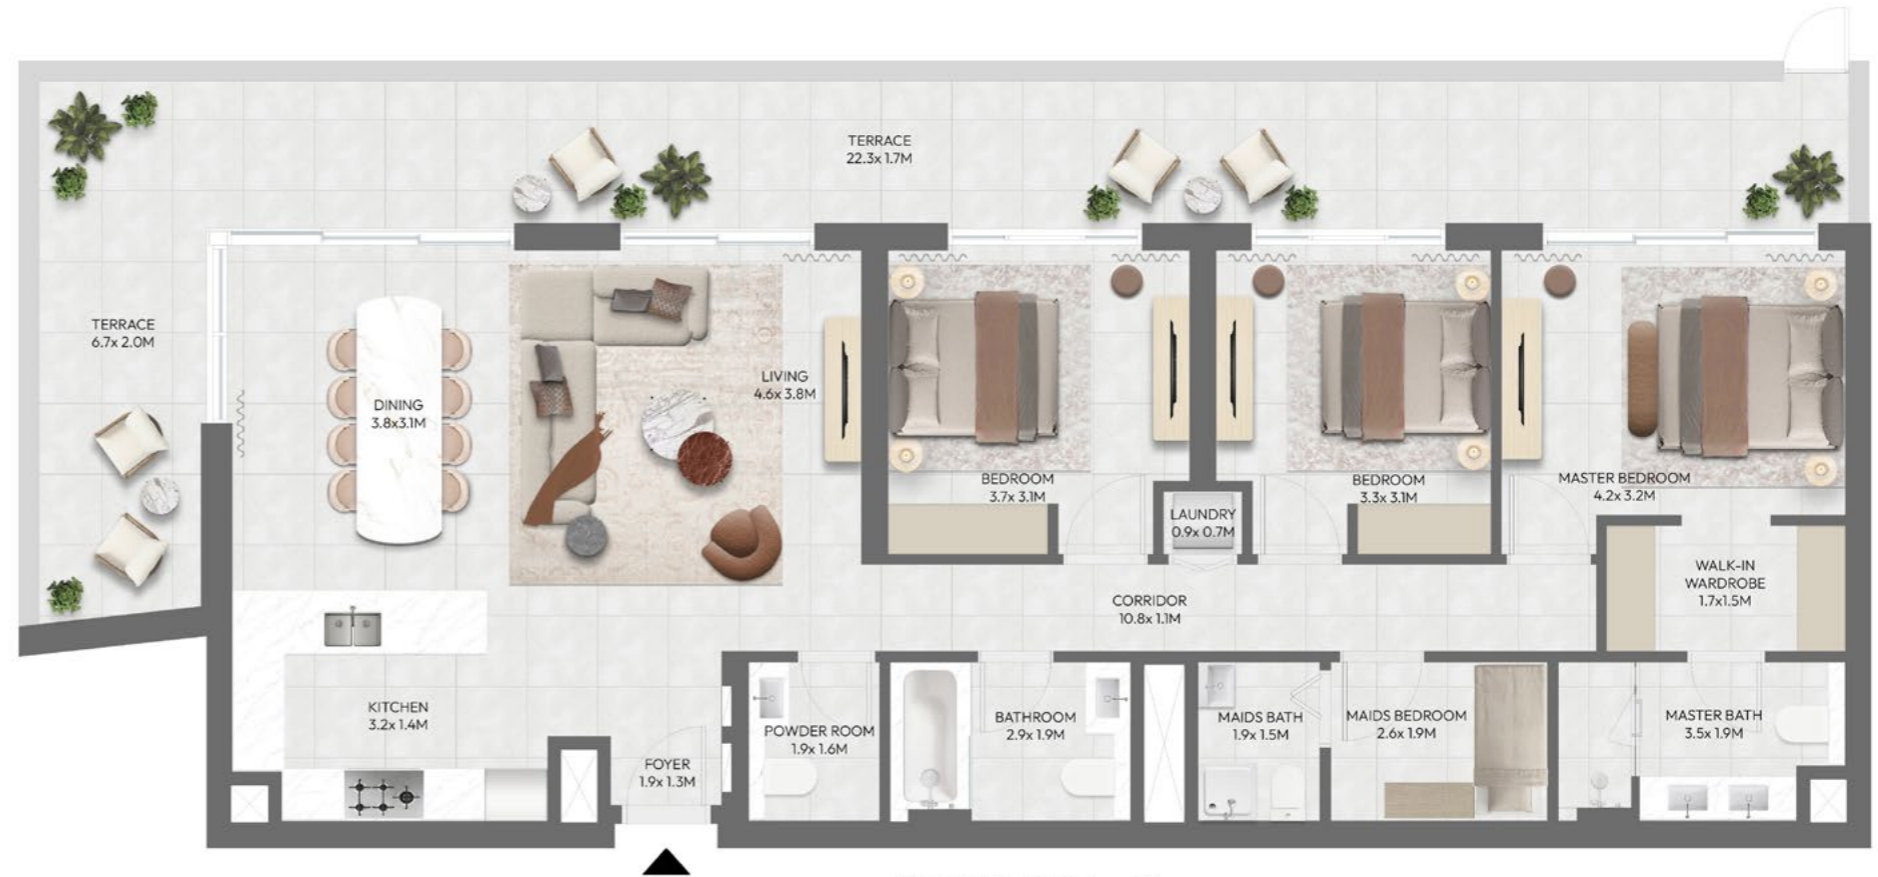 TERRACE
22.3x 1.7M
TERRACE
6.7x 2.0M
DINING
3.8x3.1M
LIVING
4.6x 3.8M
BEDROOM
3.7x 3.1M
BEDROOM
3.3x 3.1M
MASTER BEDROOM
4.2x 3.2M
LAUNDRY
0.9x 0.7M
WALK-IN
WARDROBE
1.7x1.5M
CORRIDOR
10.8x 1.1M
KITCHEN
3.2x 1.4M
FOYER
1.9x 1.3M
POWDER ROOM
1.9x 1.6M
BATHROOM
2.9x 1.9M
MAIDS BATH
1.9x 1.5M
MAIDS BEDROOM
2.6x 1.9M
MASTER BATH
3.5x 1.9M